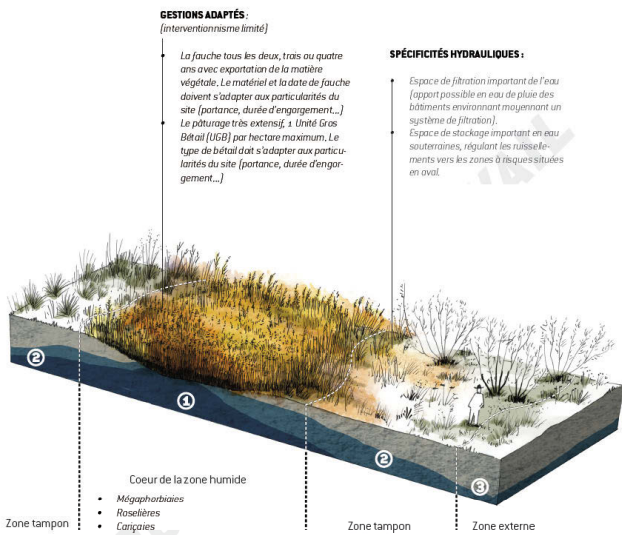 GESTIONS ADAPTÉS :
(interventionnisme limité)
• La fauche tous les deux, trois ou quatre
ans avec exportation de la matière
végétale. Le matériel et la date de fauche
doivent s'adapter aux particularités du
site (portance, durée d'engorgement...)
• Le pâturage très extensif, 1 Unité Gros
Bétail (UGB) par hectare maximum. Le
type de bétail doit s'adapter aux particu-
larités du site (portance, durée d'engor-
gement...)
SPÉCIFICITÉS HYDRAULIQUES :
• Espace de filtration important de l'eau
(apport possible en eau de pluie des
bâtiments environnant moyennant un
système de filtration).
• Espace de stockage important en eau
souterraines, régulant les ruisselle-
ments vers les zones à risques situées
en aval.
2
1
2
3
Coeur de la zone humide
• Mégaphorbiaies
• Roselières
• Cariçaies
Zone tampon
Zone tampon
Zone externe